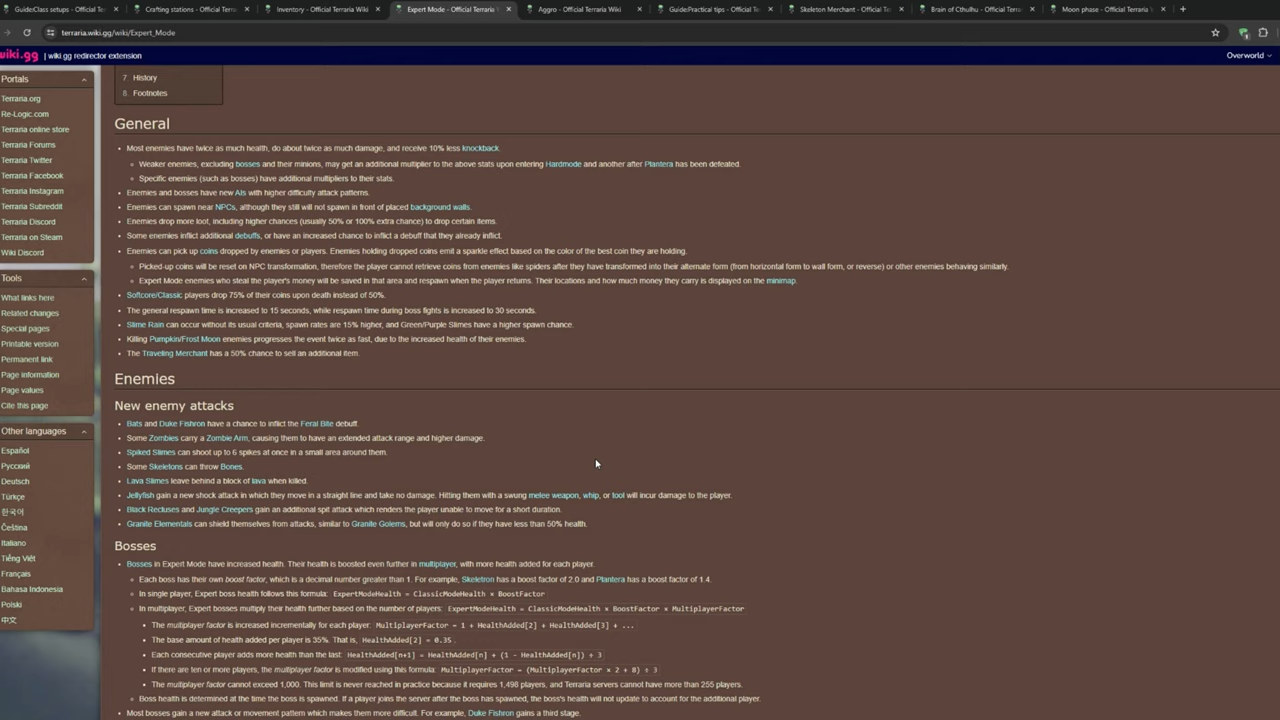 Guide:Class setups - Official Te
Crafting stations - Official Terr
Inventory - Official Terraria Wiki
Expert Mode - Official Terraria
Aggro - Official Terraria Wiki
Guide:Practical tips - Official Te
Skeleton Merchant - Official Te
Brain of Cthulhu - Official Terra
Moon phase - Official Terraria W
terraria.wiki.gg/wiki/Expert_Mode
wiki.gg | wiki.gg redirector extension
Overworld
Portals
Terraria.org
Re-Logic.com
Terraria online store
Terraria Forums
Terraria Twitter
Terraria Facebook
Terraria Instagram
Terraria Subreddit
Terraria Discord
Terraria on Steam
Wiki Discord
Tools
What links here
Related changes
Special pages
Printable version
Permanent link
Page information
Page values
Cite this page
Other languages
Español
Русский
Deutsch
Türkçe
한국어
Čeština
Italiano
Tiếng Việt
Français
Bahasa Indonesia
Polski
中文
7. History
8. Footnotes
General
Most enemies have twice as much health, do about twice as much damage, and receive 10% less knockback.
Weaker enemies, excluding bosses and their minions, may get an additional multiplier to the above stats upon entering Hardmode and another after Plantera has been defeated.
Specific enemies (such as bosses) have additional multipliers to their stats.
Enemies and bosses have new AIs with higher difficulty attack patterns.
Enemies can spawn near NPCs, although they still will not spawn in front of placed background walls.
Enemies drop more loot, including higher chances (usually 50% or 100% extra chance) to drop certain items.
Some enemies inflict additional debuffs, or have an increased chance to inflict a debuff that they already inflict.
Enemies can pick up coins dropped by enemies or players. Enemies holding dropped coins emit a sparkle effect based on the color of the best coin they are holding.
Picked-up coins will be reset on NPC transformation, therefore the player cannot retrieve coins from enemies like spiders after they have transformed into their alternate form (from horizontal form to wall form, or reverse) or other enemies behaving similarly.
Expert Mode enemies who steal the player's money will be saved in that area and respawn when the player returns. Their locations and how much money they carry is displayed on the minimap.
Softcore/Classic players drop 75% of their coins upon death instead of 50%.
The general respawn time is increased to 15 seconds, while respawn time during boss fights is increased to 30 seconds.
Slime Rain can occur without its usual criteria, spawn rates are 15% higher, and Green/Purple Slimes have a higher spawn chance.
Killing Pumpkin/Frost Moon enemies progresses the event twice as fast, due to the increased health of their enemies.
The Traveling Merchant has a 50% chance to sell an additional item.
Enemies
New enemy attacks
Bats and Duke Fishron have a chance to inflict the Feral Bite debuff.
Some Zombies carry a Zombie Arm, causing them to have an extended attack range and higher damage.
Spiked Slimes can shoot up to 6 spikes at once in a small area around them.
Some Skeletons can throw Bones.
Lava Slimes leave behind a block of lava when killed.
Jellyfish gain a new shock attack in which they move in a straight line and take no damage. Hitting them with a swung melee weapon, whip, or tool will incur damage to the player.
Black Recluses and Jungle Creepers gain an additional spit attack which renders the player unable to move for a short duration.
Granite Elementals can shield themselves from attacks, similar to Granite Golems, but will only do so if they have less than 50% health.
Bosses
Bosses in Expert Mode have increased health. Their health is boosted even further in multiplayer, with more health added for each player.
Each boss has their own boost factor, which is a decimal number greater than 1. For example, Skeletron has a boost factor of 2.0 and Plantera has a boost factor of 1.4.
In single player, Expert boss health follows this formula: ExpertModeHealth = ClassicModeHealth × BoostFactor
In multiplayer, Expert bosses multiply their health further based on the number of players: ExpertModeHealth = ClassicModeHealth × BoostFactor × MultiplayerFactor
The multiplayer factor is increased incrementally for each player: MultiplayerFactor = 1 + HealthAdded[2] + HealthAdded[3] + ...
The base amount of health added per player is 35%. That is, HealthAdded[2] = 0.35.
Each consecutive player adds more health than the last: HealthAdded[n+1] = HealthAdded[n] + (1 - HealthAdded[n]) ÷ 3
If there are ten or more players, the multiplayer factor is modified using this formula: MultiplayerFactor = (MultiplayerFactor × 2 + 8) ÷ 3
The multiplayer factor cannot exceed 1,000. This limit is never reached in practice because it requires 1,498 players, and Terraria servers cannot have more than 255 players.
Boss health is determined at the time the boss is spawned. If a player joins the server after the boss has spawned, the boss's health will not update to account for the additional player.
Most bosses gain a new attack or movement pattern which makes them more difficult. For example, Duke Fishron gains a third stage.